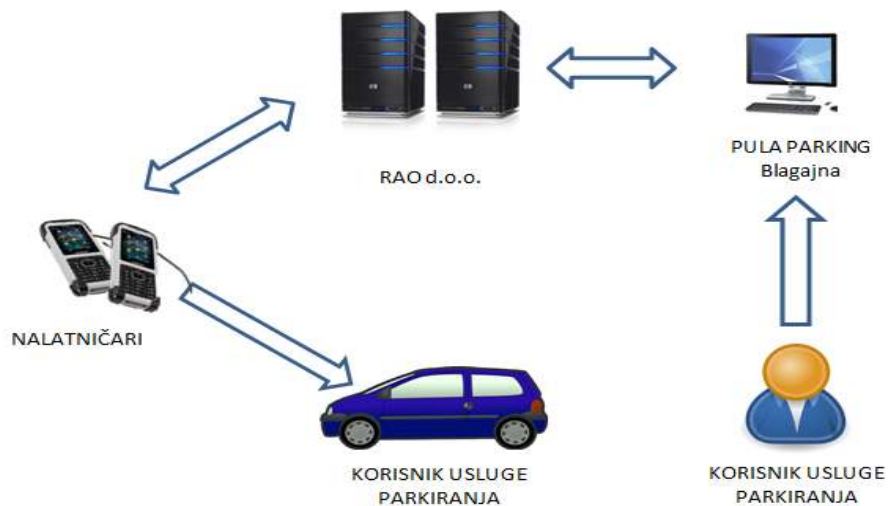 RAO d.o.o.
PULA PARKING
Blagajna
NALATNIČARI
KORISNIK USLUGE
PARKIRANJA
KORISNIK USLUGE
PARKIRANJA